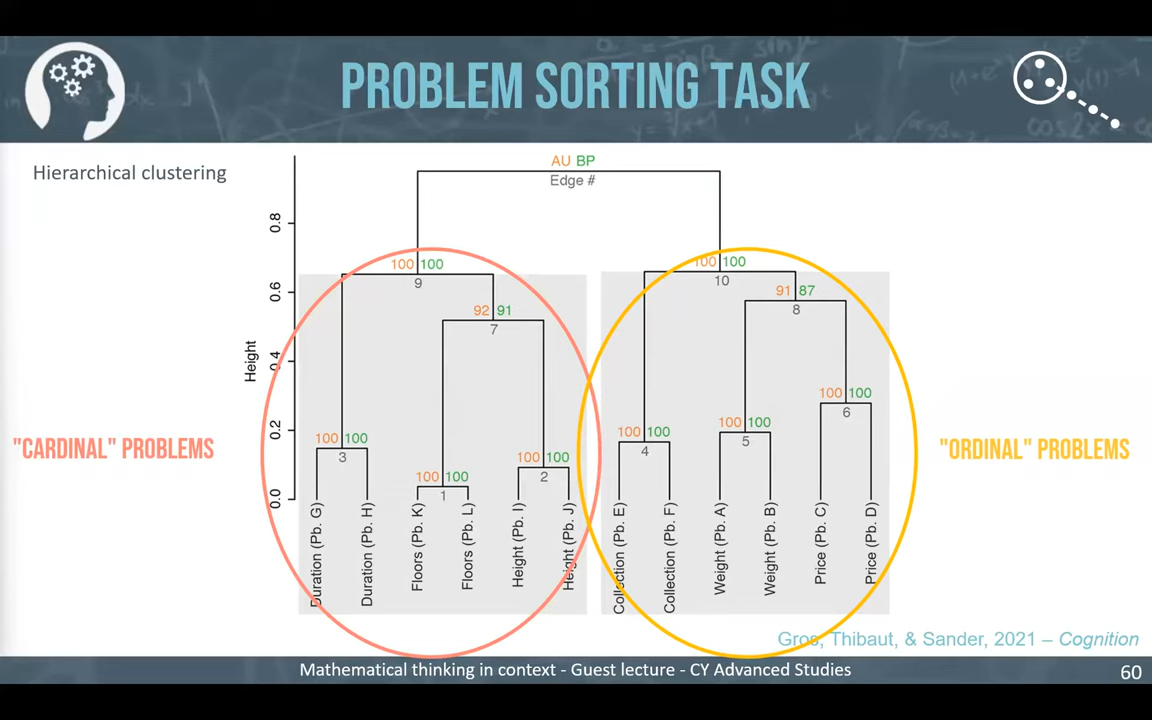 PROBLEM SORTING TASK
Hierarchical clustering
AU BP
Edge #
Height
0.0
0.2
0.4
0.6
0.8
100 100
9
100 100
10
92 91
7
91 87
8
100 100
3
100 100
1
100 100
2
100 100
4
100 100
5
100 100
6
Duration (Pb. G)
Duration (Pb. H)
Floors (Pb. K)
Floors (Pb. L)
Height (Pb. I)
Height (Pb. J)
Collection (Pb. E)
Collection (Pb. F)
Weight (Pb. A)
Weight (Pb. B)
Price (Pb. C)
Price (Pb. D)
"CARDINAL" PROBLEMS
"ORDINAL" PROBLEMS
Gros, Thibaut, & Sander, 2021 – Cognition
Mathematical thinking in context - Guest lecture - CY Advanced Studies
60